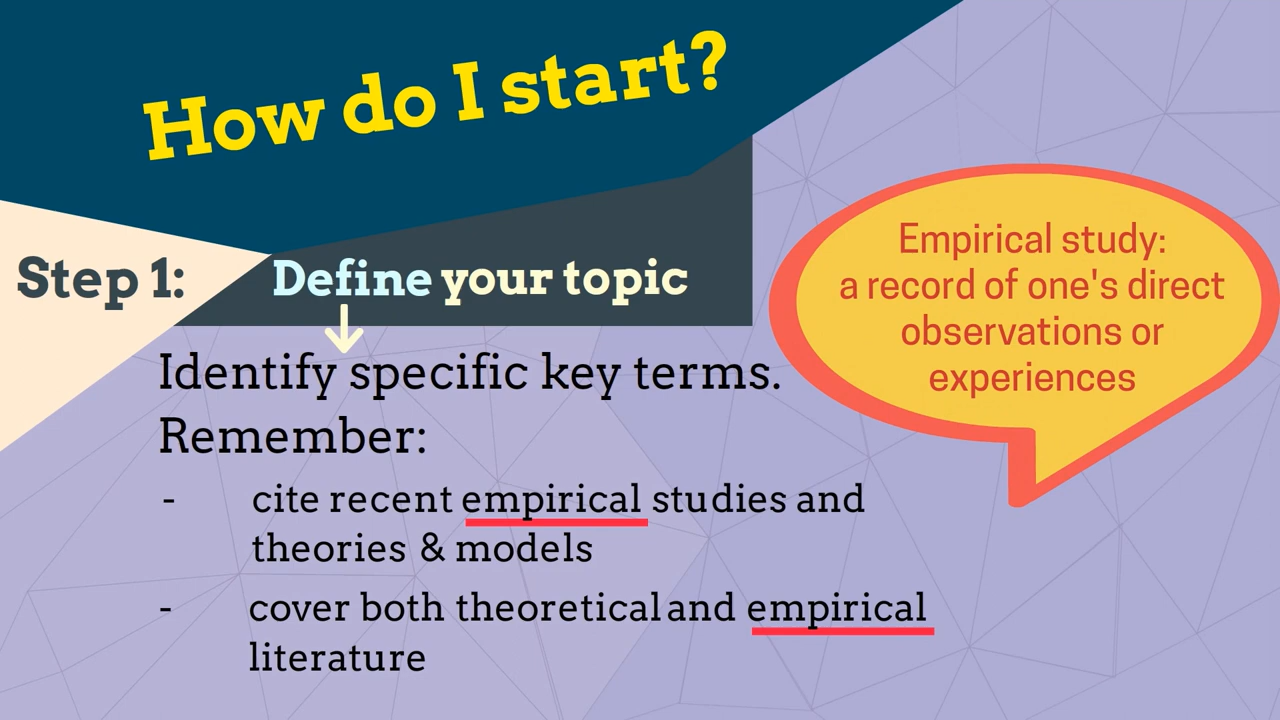 How do I start?
Step 1:
Define your topic
Identify specific key terms.
Remember:
- cite recent empirical studies and
theories & models
- cover both theoretical and empirical
literature
Empirical study:
a record of one's direct
observations or
experiences